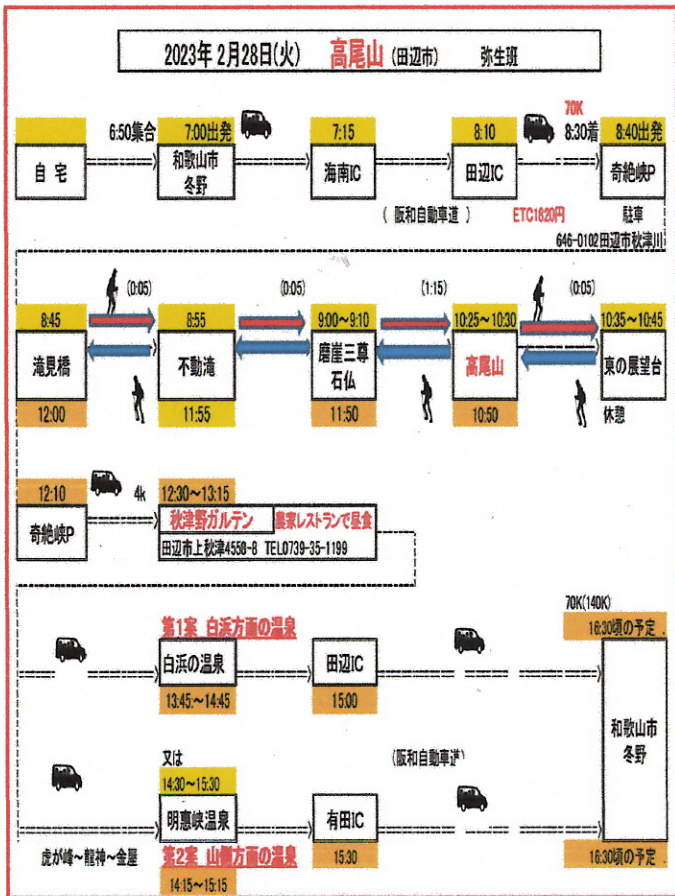 2023年 2月28日(火) 高尾山 (田辺市) 弥生班
6:50集合 7:00出発 7:15 8:10 70K 8:30着 8:40出発
自 宅 和歌山市 冬野 海南IC 田辺IC 奇絶峡P
( 阪和自動車道 ) ETC1820円 駐車
646-0102田辺市秋津川
(0:05) (0:05) (1:15) (0:05)
8:45 8:55 9:00～9:10 10:25～10:30 10:35～10:45
滝見橋 不動滝 磨崖三尊 石仏 高尾山 東の展望台
12:00 11:55 11:50 10:50 休憩
12:10 4k 12:30～13:15
奇絶峡P 秋津野ガルテン 農家レストランで昼食
田辺市上秋津4558-8 TEL0739-35-1199
第1案 白浜方面の温泉 70K(140K)
16:30頃の予定
白浜の温泉 田辺IC
13:45～14:45 15:00
和歌山市
冬野
又は (阪和自動車道)
14:30～15:30
明恵峡温泉 有田IC
虎が峰～龍神～金屋 第2案 山側方面の温泉 15:30 16:30頃の予定
14:15～15:15